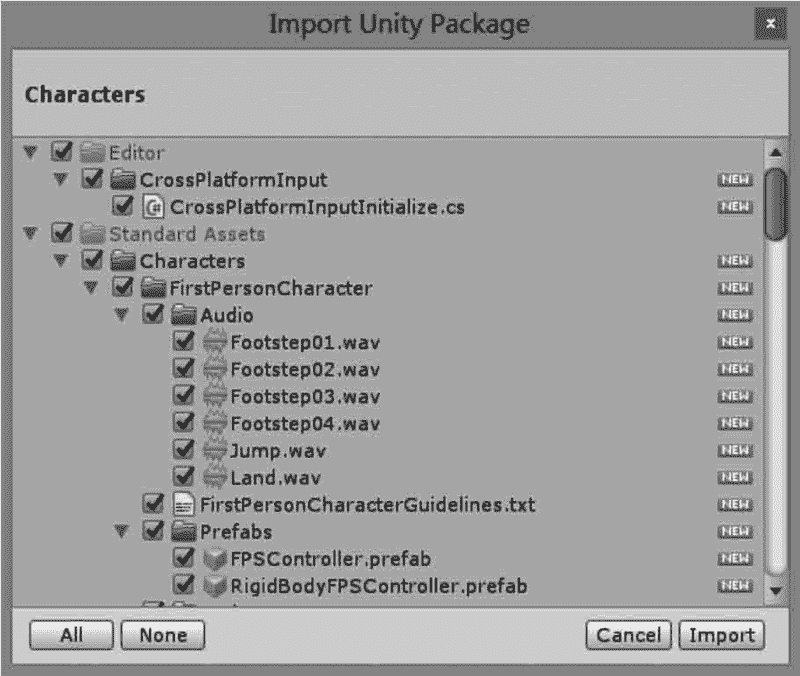 Import Unity Package
x
Characters
Editor
CrossPlatformInput NEW
CrossPlatformInputInitialize.cs NEW
Standard Assets
Characters NEW
FirstPersonCharacter NEW
Audio NEW
Footstep01.wav NEW
Footstep02.wav NEW
Footstep03.wav NEW
Footstep04.wav NEW
Jump.wav NEW
Land.wav NEW
FirstPersonCharacterGuidelines.txt NEW
Prefabs NEW
FPSController.prefab NEW
RigidBodyFPSController.prefab NEW
All None Cancel Import